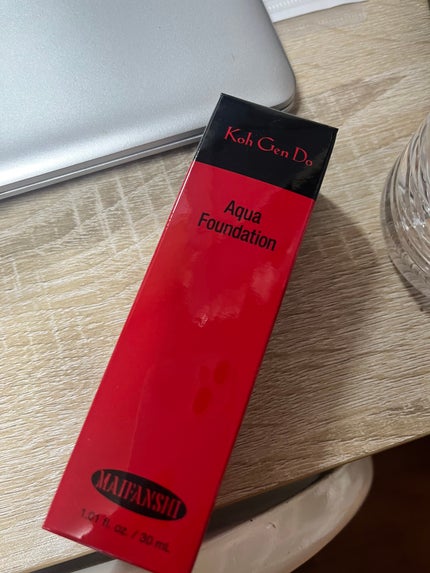 Koh Gen Do
Aqua
Foundation
MAIFANSHI
1.01 fl. oz. / 30 mL